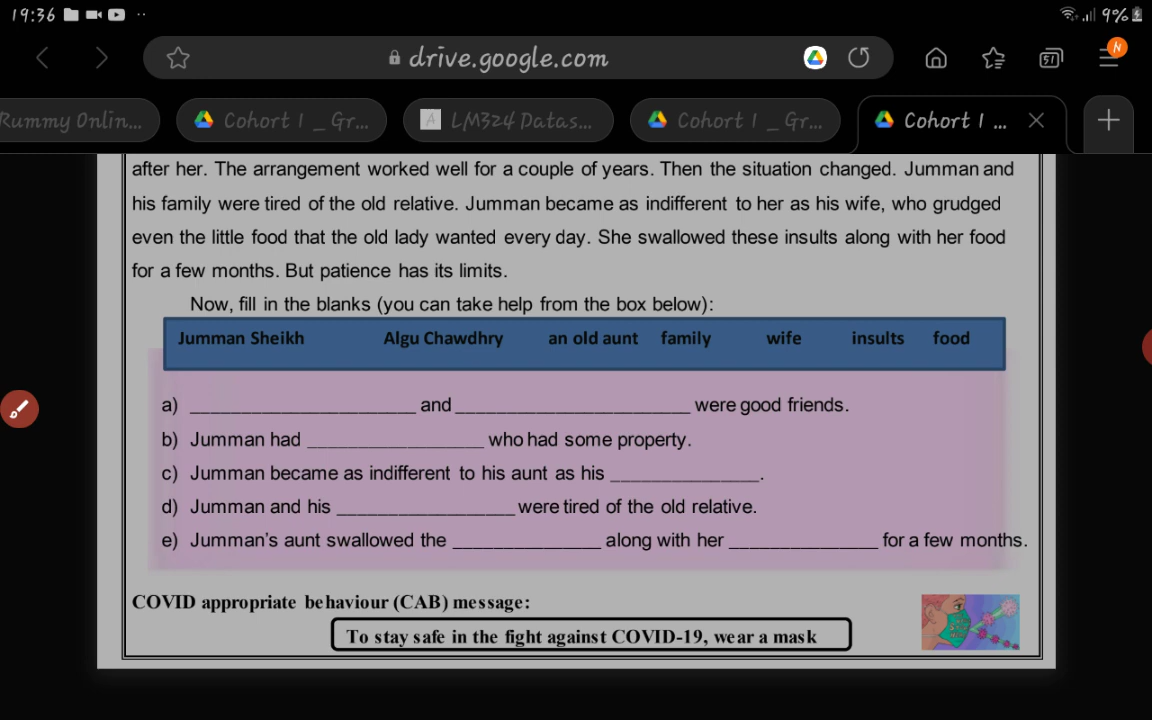 19:36
9%
drive.google.com
51
N
Rummy Onlin...
Cohort 1 _ Gr...
A LM324 Datas...
Cohort 1 _ Gr...
Cohort 1 ...
after her. The arrangement worked well for a couple of years. Then the situation changed. Jumman and
his family were tired of the old relative. Jumman became as indifferent to her as his wife, who grudged
even the little food that the old lady wanted every day. She swallowed these insults along with her food
for a few months. But patience has its limits.
Now, fill in the blanks (you can take help from the box below):
Jumman Sheikh Algu Chawdhry an old aunt family wife insults food
a) ______________________ and ______________________ were good friends.
b) Jumman had _________________ who had some property.
c) Jumman became as indifferent to his aunt as his ______________.
d) Jumman and his _________________ were tired of the old relative.
e) Jumman's aunt swallowed the ______________ along with her ______________ for a few months.
COVID appropriate behaviour (CAB) message:
To stay safe in the fight against COVID-19, wear a mask